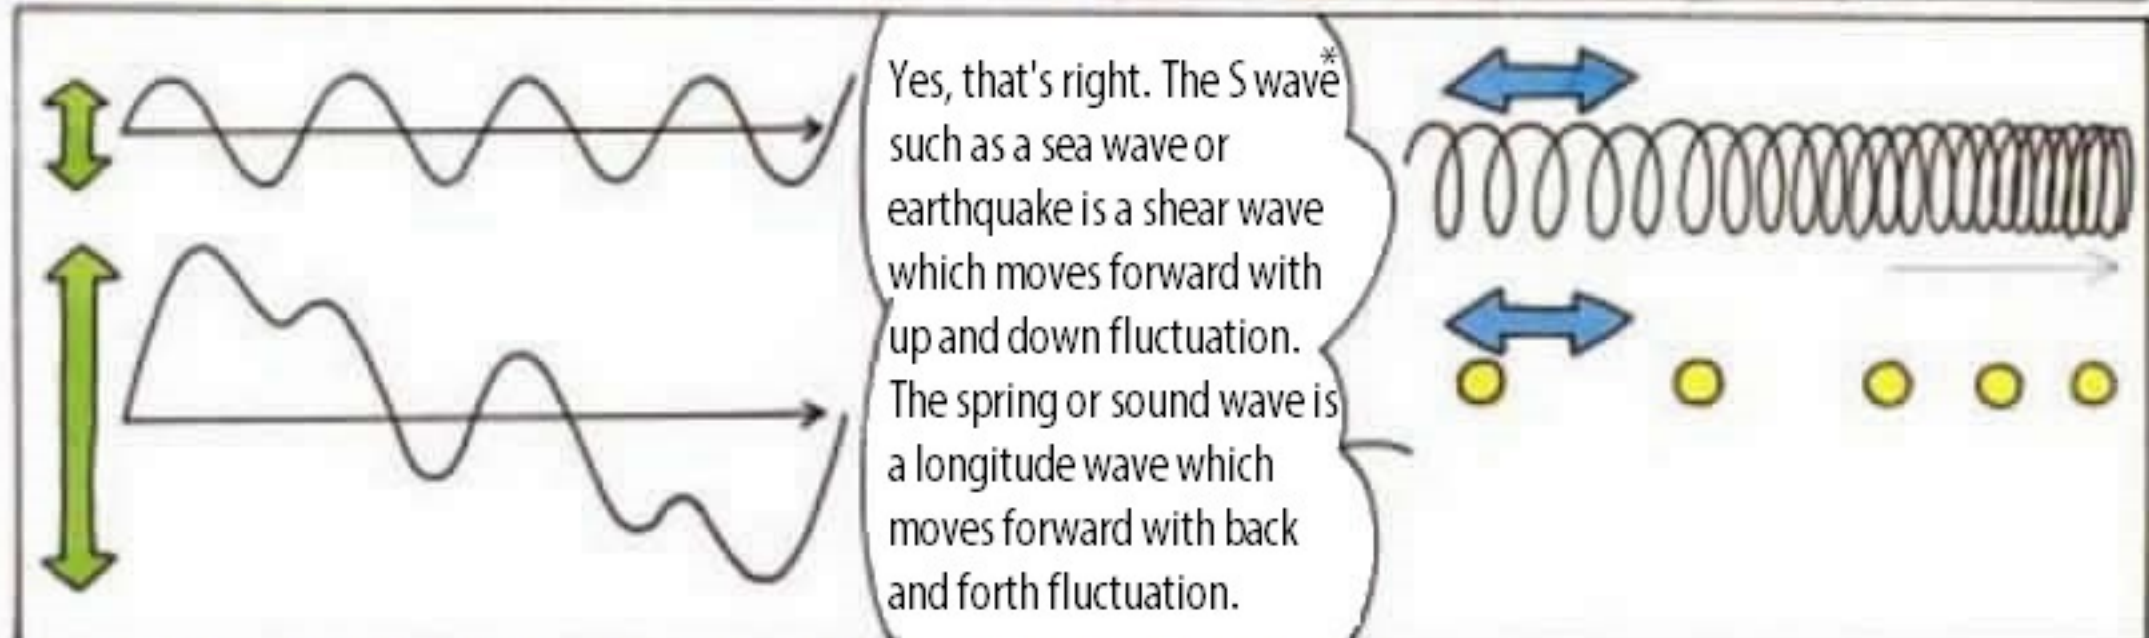 Yes, that's right. The S wave*
such as a sea wave or
earthquake is a shear wave
which moves forward with
up and down fluctuation.
The spring or sound wave is
a longitude wave which
moves forward with back
and forth fluctuation.